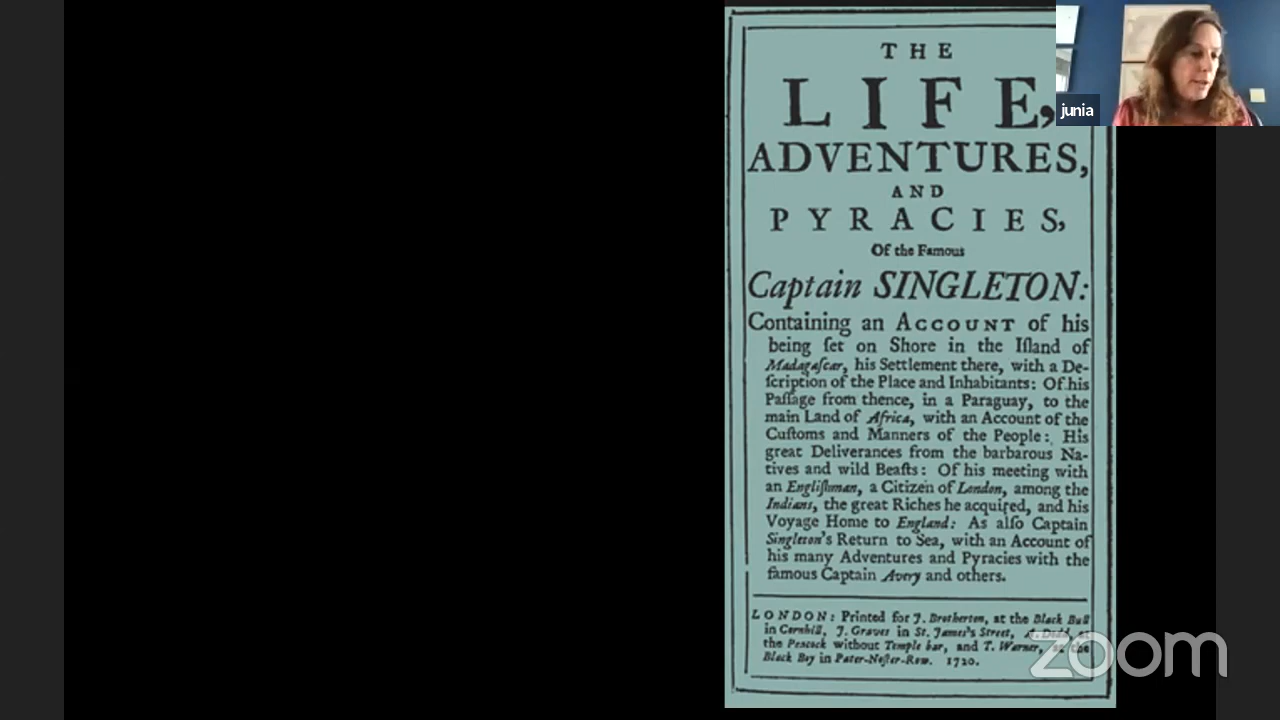 THE
LIFE,
ADVENTURES,
AND
PYRACIES,
Of the Famous
Captain SINGLETON:
Containing an ACCOUNT of his
being ſet on Shore in the Iſland of
Madagaſcar, his Settlement there, with a De-
ſcription of the Place and Inhabitants: Of his
Paſſage from thence, in a Paraguay, to the
main Land of Africa, with an Account of the
Cuſtoms and Manners of the People: His
great Deliverances from the barbarous Na-
tives and wild Beaſts: Of his meeting with
an Engliſhman, a Citizen of London, among the
Indians, the great Riches he acquired, and his
Voyage Home to England: As alſo Captain
Singleton's Return to Sea, with an Account of
his many Adventures and Pyracies with the
famous Captain Avery and others.
LONDON: Printed for J. Brotherton, at the Black Bull
in Cornhill, J. Graves in St. James's Street, A. Dodd, at
the Peacock without Temple bar, and T. Warner, at the
Black Boy in Pater-Noſter-Row. 1720.
junia
zoom